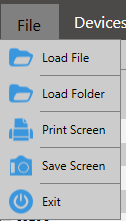 File Devices
Load File
Load Folder
Print Screen
Save Screen
Exit